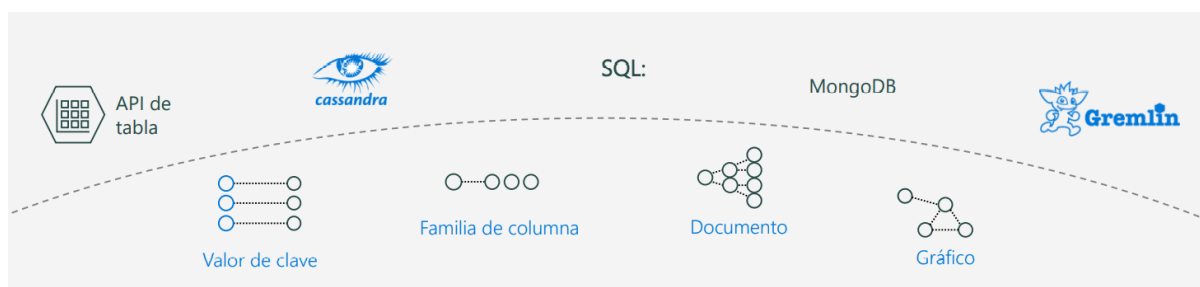 API de
tabla
cassandra
SQL:
MongoDB
Gremlin
Valor de clave
Familia de columna
Documento
Gráfico